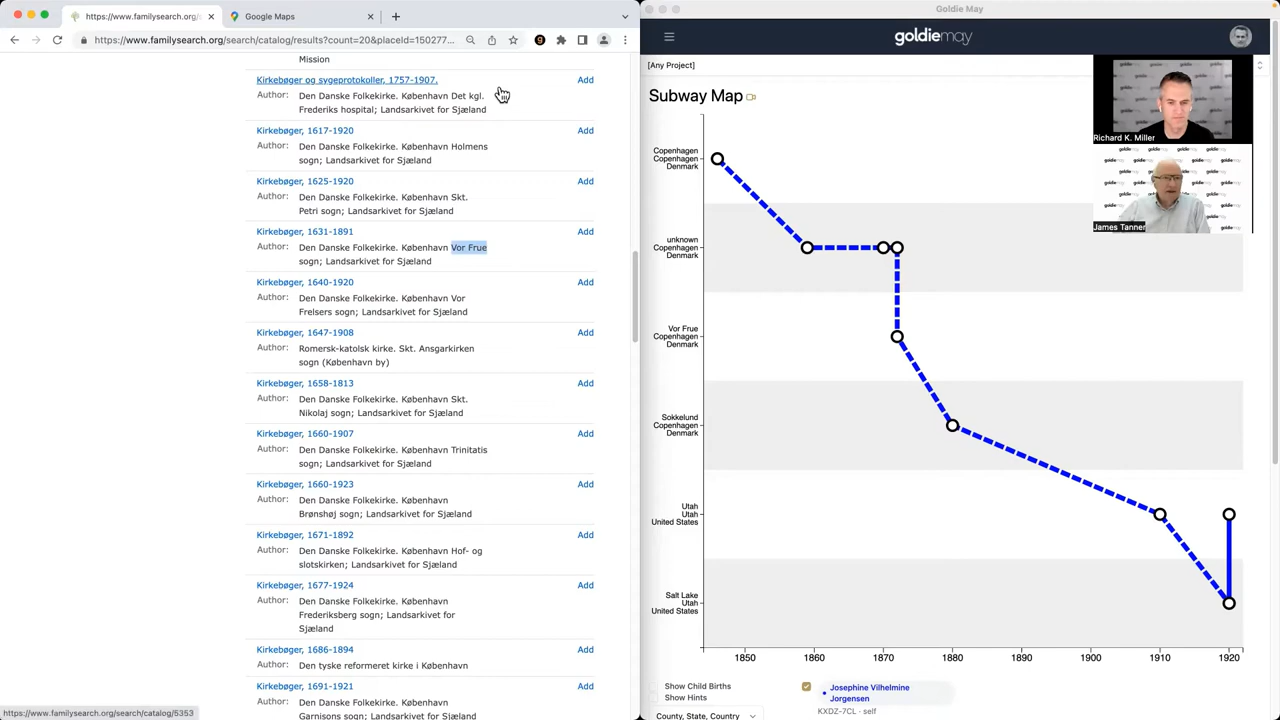 https://www.familysearch.org/s
Google Maps
https://www.familysearch.org/search/catalog/results?count=20&placeId=150277
Mission
Kirkebøger og sygeprotokoller, 1757-1907.
Add
Author: Den Danske Folkekirke. København Det kgl.
Frederiks hospital; Landsarkivet for Sjæland
Kirkebøger, 1617-1920
Add
Author: Den Danske Folkekirke. København Holmens
sogn; Landsarkivet for Sjæland
Kirkebøger, 1625-1920
Add
Author: Den Danske Folkekirke. København Skt.
Petri sogn; Landsarkivet for Sjæland
Kirkebøger, 1631-1891
Add
Author: Den Danske Folkekirke. København Vor Frue
sogn; Landsarkivet for Sjæland
Kirkebøger, 1640-1920
Add
Author: Den Danske Folkekirke. København Vor
Frelsers sogn; Landsarkivet for Sjæland
Kirkebøger, 1647-1908
Add
Author: Romersk-katolsk kirke. Skt. Ansgarkirken
sogn (København by)
Kirkebøger, 1658-1813
Add
Author: Den Danske Folkekirke. København Skt.
Nikolaj sogn; Landsarkivet for Sjæland
Kirkebøger, 1660-1907
Add
Author: Den Danske Folkekirke. København Trinitatis
sogn; Landsarkivet for Sjæland
Kirkebøger, 1660-1923
Add
Author: Den Danske Folkekirke. København
Brønshøj sogn; Landsarkivet for Sjæland
Kirkebøger, 1671-1892
Add
Author: Den Danske Folkekirke. København Hof- og
slotskirken; Landsarkivet for Sjæland
Kirkebøger, 1677-1924
Add
Author: Den Danske Folkekirke. København
Frederiksberg sogn; Landsarkivet for
Sjæland
Kirkebøger, 1686-1894
Add
Author: Den tyske reformeret kirke i København
Kirkebøger, 1691-1921
Add
Author: Den Danske Folkekirke. København
Garnisons sogn; Landsarkivet for Sjæland
https://www.familysearch.org/search/catalog/5353
Goldie May
goldiemay
[Any Project]
Subway Map
Richard K. Miller
James Tanner
Copenhagen
Copenhagen
Denmark
unknown
Copenhagen
Denmark
Vor Frue
Copenhagen
Denmark
Sokkelund
Copenhagen
Denmark
Utah
Utah
United States
Salt Lake
Utah
United States
1850 1860 1870 1880 1890 1900 1910 1920
Show Child Births
Show Hints
County, State, Country
Josephine Vilhelmine
Jorgensen
KXDZ-7CL · self